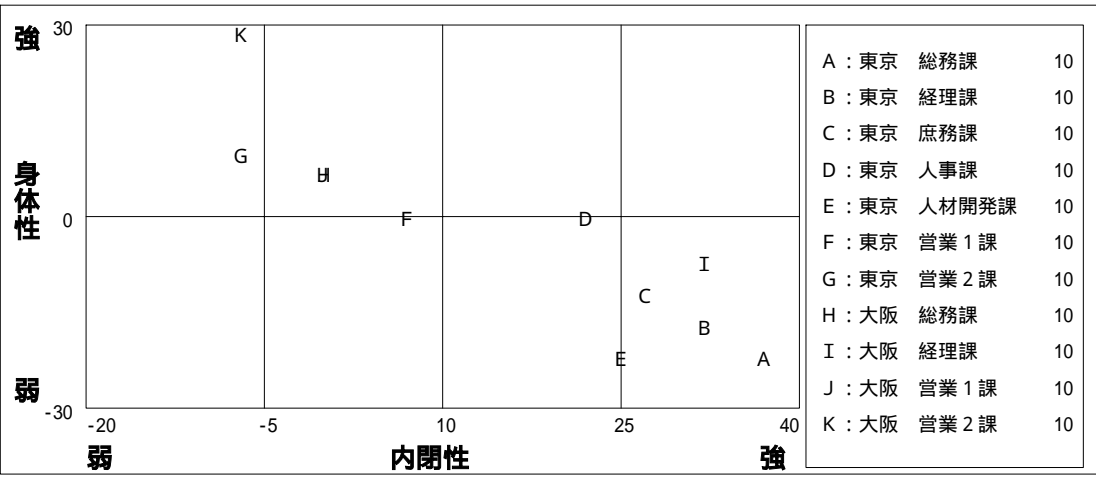 強
30
K
G
HJ
身体性
0
F
D
I
C
B
E
A
弱
-30
-20
-5
10
25
40
弱
内閉性
強
A：東京　総務課　10
B：東京　経理課　10
C：東京　庶務課　10
D：東京　人事課　10
E：東京　人材開発課　10
F：東京　営業1課　10
G：東京　営業2課　10
H：大阪　総務課　10
I：大阪　経理課　10
J：大阪　営業1課　10
K：大阪　営業2課　10